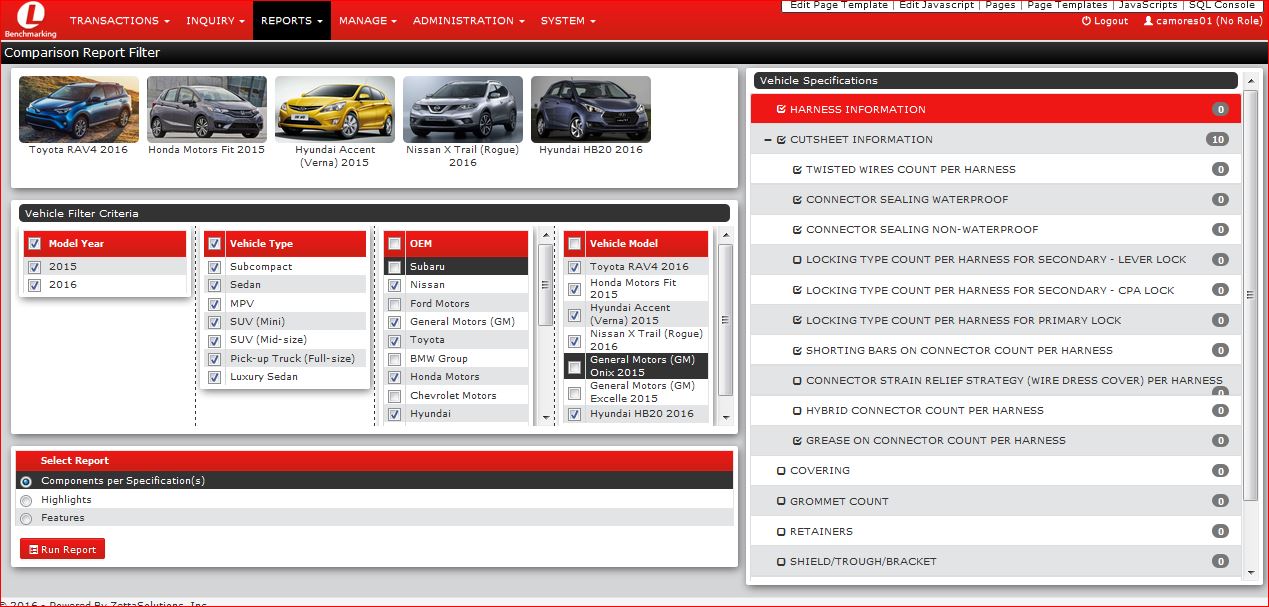 Edit Page Template | Edit Javascript | Pages | Page Templates | JavaScripts | SQL Console
L
Benchmarking
TRANSACTIONS INQUIRY REPORTS MANAGE ADMINISTRATION SYSTEM
Logout camores01 (No Role)
Comparison Report Filter
Toyota RAV4 2016
Honda Motors Fit 2015
Hyundai Accent
(Verna) 2015
Nissan X Trail (Rogue)
2016
Hyundai HB20 2016
Vehicle Filter Criteria
Model Year
2015
2016
Vehicle Type
Subcompact
Sedan
MPV
SUV (Mini)
SUV (Mid-size)
Pick-up Truck (Full-size)
Luxury Sedan
OEM
Subaru
Nissan
Ford Motors
General Motors (GM)
Toyota
BMW Group
Honda Motors
Chevrolet Motors
Hyundai
Vehicle Model
Toyota RAV4 2016
Honda Motors Fit
2015
Hyundai Accent
(Verna) 2015
Nissan X Trail (Rogue)
2016
General Motors (GM)
Onix 2015
General Motors (GM)
Excelle 2015
Hyundai HB20 2016
Select Report
Components per Specification(s)
Highlights
Features
Run Report
Vehicle Specifications
HARNESS INFORMATION 0
CUTSHEET INFORMATION 10
TWISTED WIRES COUNT PER HARNESS 0
CONNECTOR SEALING WATERPROOF 0
CONNECTOR SEALING NON-WATERPROOF 0
LOCKING TYPE COUNT PER HARNESS FOR SECONDARY - LEVER LOCK 0
LOCKING TYPE COUNT PER HARNESS FOR SECONDARY - CPA LOCK 0
LOCKING TYPE COUNT PER HARNESS FOR PRIMARY LOCK 0
SHORTING BARS ON CONNECTOR COUNT PER HARNESS 0
CONNECTOR STRAIN RELIEF STRATEGY (WIRE DRESS COVER) PER HARNESS
0
HYBRID CONNECTOR COUNT PER HARNESS 0
GREASE ON CONNECTOR COUNT PER HARNESS 0
COVERING 0
GROMMET COUNT 0
RETAINERS 0
SHIELD/TROUGH/BRACKET 0
© 2016 - Powered By ZettaSolutions, Inc.